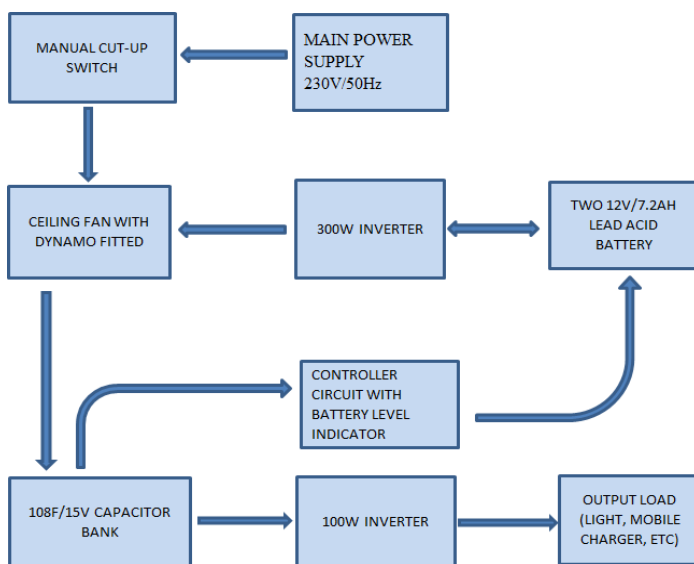 MANUAL CUT-UP
SWITCH
MAIN POWER
SUPPLY
230V/50Hz
CEILING FAN WITH
DYNAMO FITTED
300W INVERTER
TWO 12V/7.2AH
LEAD ACID
BATTERY
CONTROLLER
CIRCUIT WITH
BATTERY LEVEL
INDICATOR
108F/15V CAPACITOR
BANK
100W INVERTER
OUTPUT LOAD
(LIGHT, MOBILE
CHARGER, ETC)